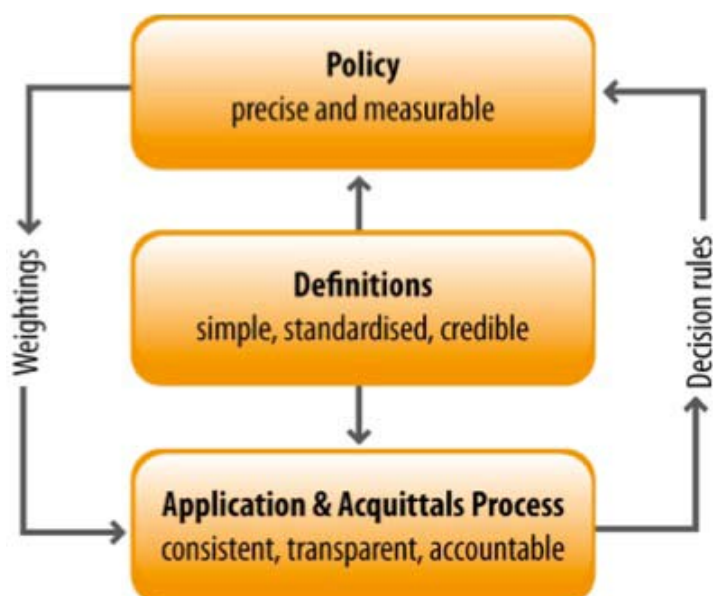 Policy
precise and measurable
Weightings
Definitions
simple, standardised, credible
Decision rules
Application & Acquittals Process
consistent, transparent, accountable